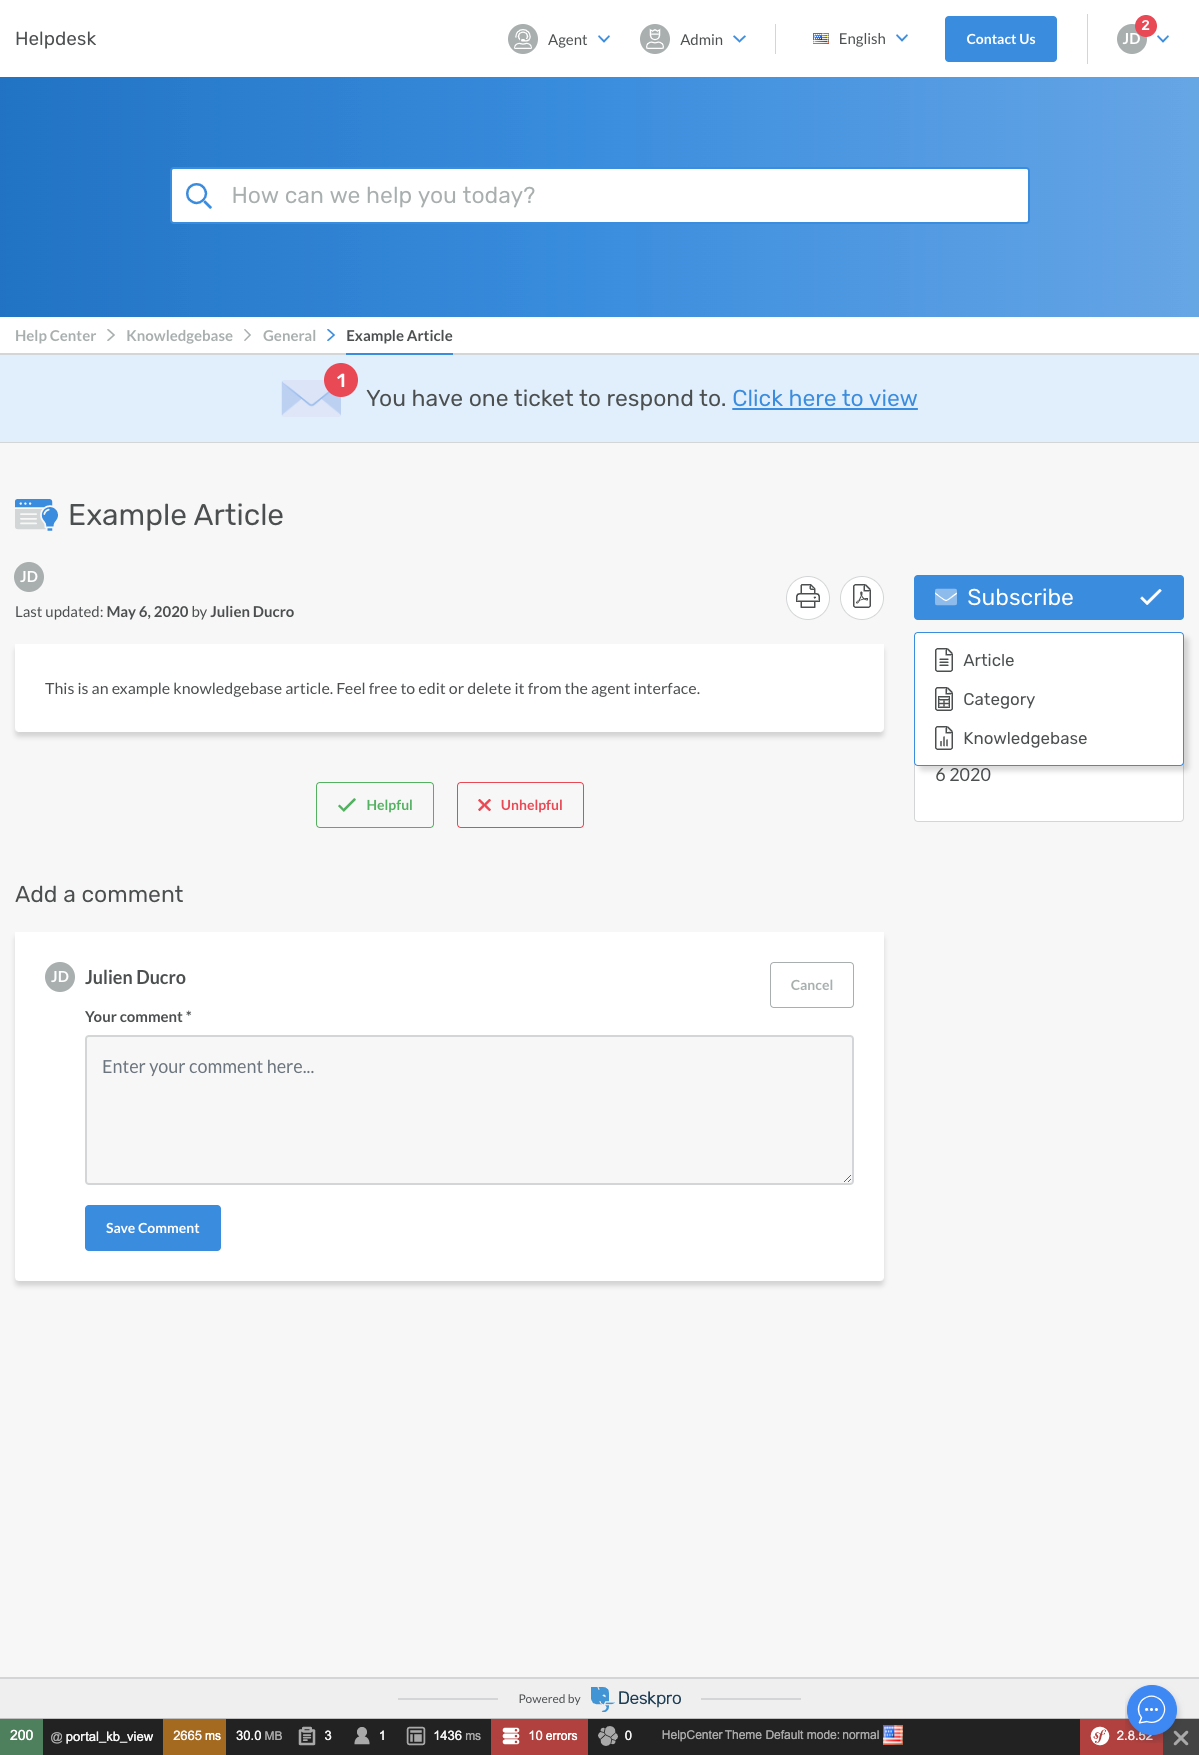 Helpdesk
Agent
Admin
English
Contact Us
JD
2
How can we help you today?
Help Center
Knowledgebase
General
Example Article
1
You have one ticket to respond to. Click here to view
Example Article
JD
Last updated: May 6, 2020 by Julien Ducro
Subscribe
Article
Category
Knowledgebase
6 2020
This is an example knowledgebase article. Feel free to edit or delete it from the agent interface.
Helpful
Unhelpful
Add a comment
JD
Julien Ducro
Cancel
Your comment *
Enter your comment here...
Save Comment
Powered by
Deskpro
200
@ portal_kb_view
2665 ms
30.0 MB
3
1
1436 ms
10 errors
0
HelpCenter Theme Default mode: normal
sf